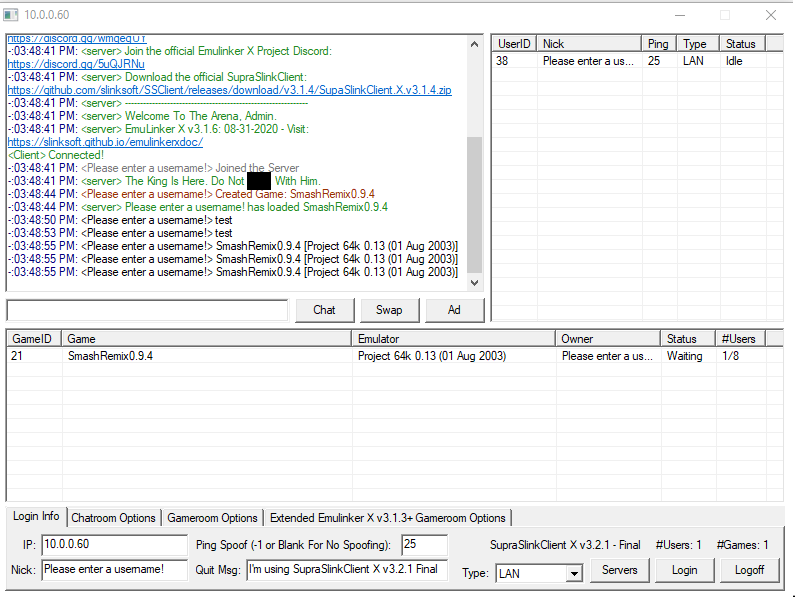 10.0.0.60
https://discord.gg/wmgeqUY
-:03:48:41 PM: <server> Join the official Emulinker X Project Discord:
https://discord.gg/5uQJRNu
-:03:48:41 PM: <server> Download the official SupraSlinkClient:
https://github.com/slinksoft/SSClient/releases/download/v3.1.4/SupaSlinkClient.X.v3.1.4.zip
-:03:48:41 PM: <server> ------------------------------------------------------------
-:03:48:41 PM: <server> Welcome To The Arena, Admin.
-:03:48:41 PM: <server> EmuLinker X v3.1.6: 08-31-2020 - Visit:
https://slinksoft.github.io/emulinkerxdoc/
<Client> Connected!
-:03:48:41 PM: <Please enter a username!> Joined the Server
-:03:48:41 PM: <server> The King Is Here. Do Not With Him.
-:03:48:44 PM: <Please enter a username!> Created Game: SmashRemix0.9.4
-:03:48:44 PM: <server> Please enter a username! has loaded SmashRemix0.9.4
-:03:48:50 PM: <Please enter a username!> test
-:03:48:53 PM: <Please enter a username!> test
-:03:48:55 PM: <Please enter a username!> SmashRemix0.9.4 [Project 64k 0.13 (01 Aug 2003)]
-:03:48:55 PM: <Please enter a username!> SmashRemix0.9.4 [Project 64k 0.13 (01 Aug 2003)]
-:03:48:55 PM: <Please enter a username!> SmashRemix0.9.4 [Project 64k 0.13 (01 Aug 2003)]
UserID Nick Ping Type Status
38 Please enter a us... 25 LAN Idle
Chat Swap Ad
GameID Game Emulator Owner Status #Users
21 SmashRemix0.9.4 Project 64k 0.13 (01 Aug 2003) Please enter a us... Waiting 1/8
Login Info Chatroom Options Gameroom Options Extended Emulinker X v3.1.3+ Gameroom Options
IP: 10.0.0.60 Ping Spoof (-1 or Blank For No Spoofing): 25 SupraSlinkClient X v3.2.1 - Final #Users: 1 #Games: 1
Nick: Please enter a username! Quit Msg: I'm using SupraSlinkClient X v3.2.1 Final Type: LAN Servers Login Logoff